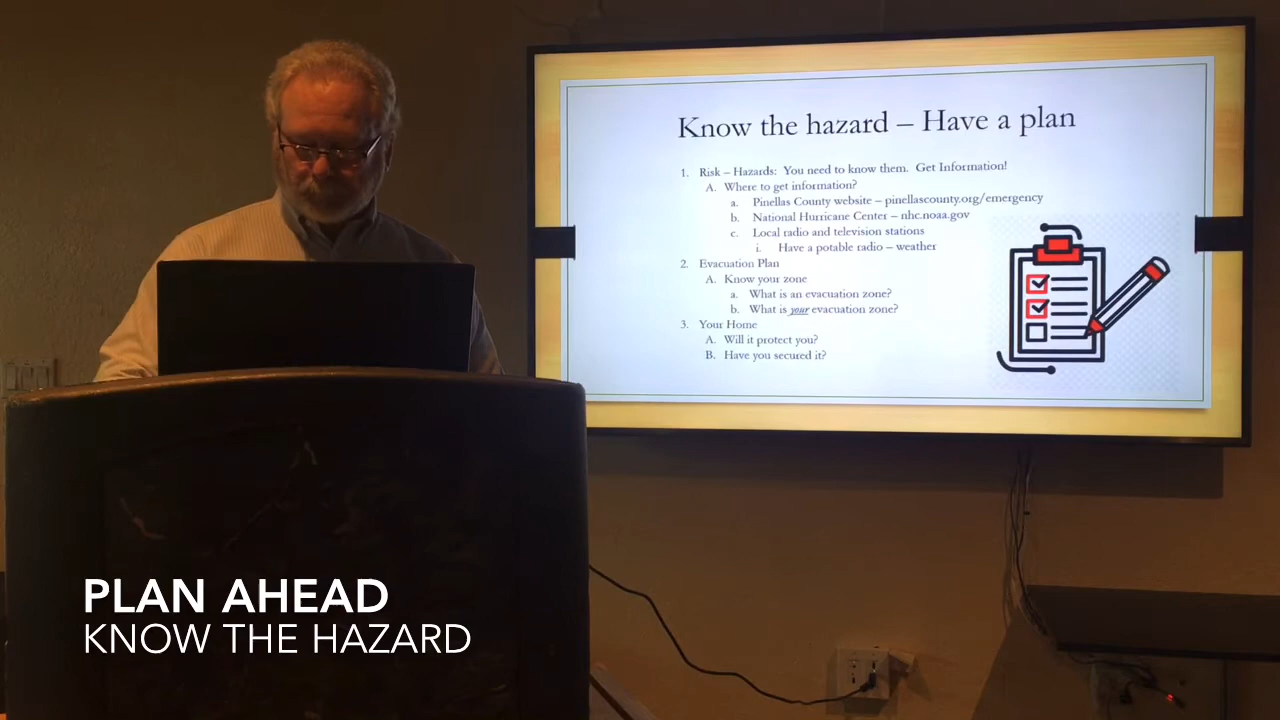 Know the hazard – Have a plan
1. Risk – Hazards: You need to know them. Get Information!
A. Where to get information?
a. Pinellas County website – pinellascounty.org/emergency
b. National Hurricane Center – nhc.noaa.gov
c. Local radio and television stations
i. Have a potable radio – weather
2. Evacuation Plan
A. Know your zone
a. What is an evacuation zone?
b. What is your evacuation zone?
3. Your Home
A. Will it protect you?
B. Have you secured it?
PLAN AHEAD
KNOW THE HAZARD